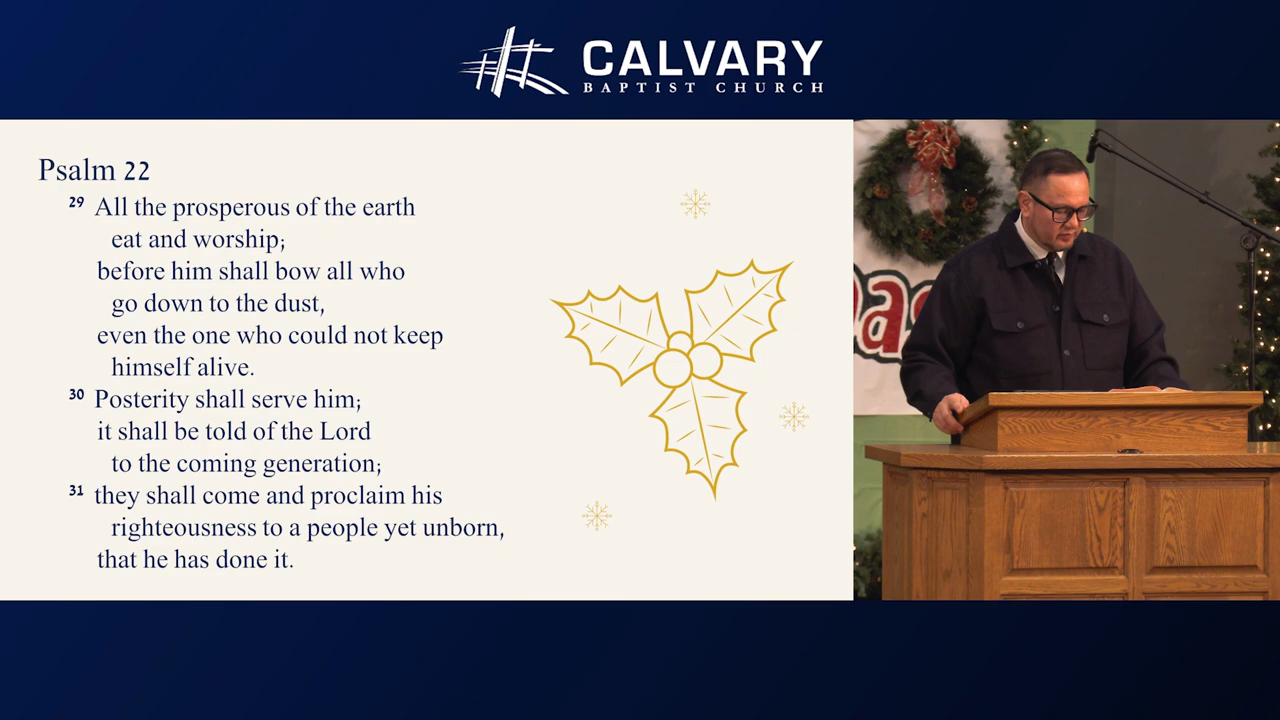 CALVARY
BAPTIST CHURCH
Psalm 22
29 All the prosperous of the earth
eat and worship;
before him shall bow all who
go down to the dust,
even the one who could not keep
himself alive.
30 Posterity shall serve him;
it shall be told of the Lord
to the coming generation;
31 they shall come and proclaim his
righteousness to a people yet unborn,
that he has done it.